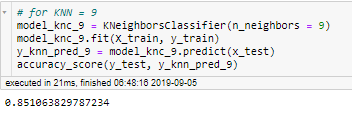 # for KNN = 9
model_knc_9 = KNeighborsClassifier(n_neighbors = 9)
model_knc_9.fit(X_train, y_train)
y_knn_pred_9 = model_knc_9.predict(x_test)
accuracy_score(y_test, y_knn_pred_9)
executed in 21ms, finished 06:48:16 2019-09-05
0.851063829787234